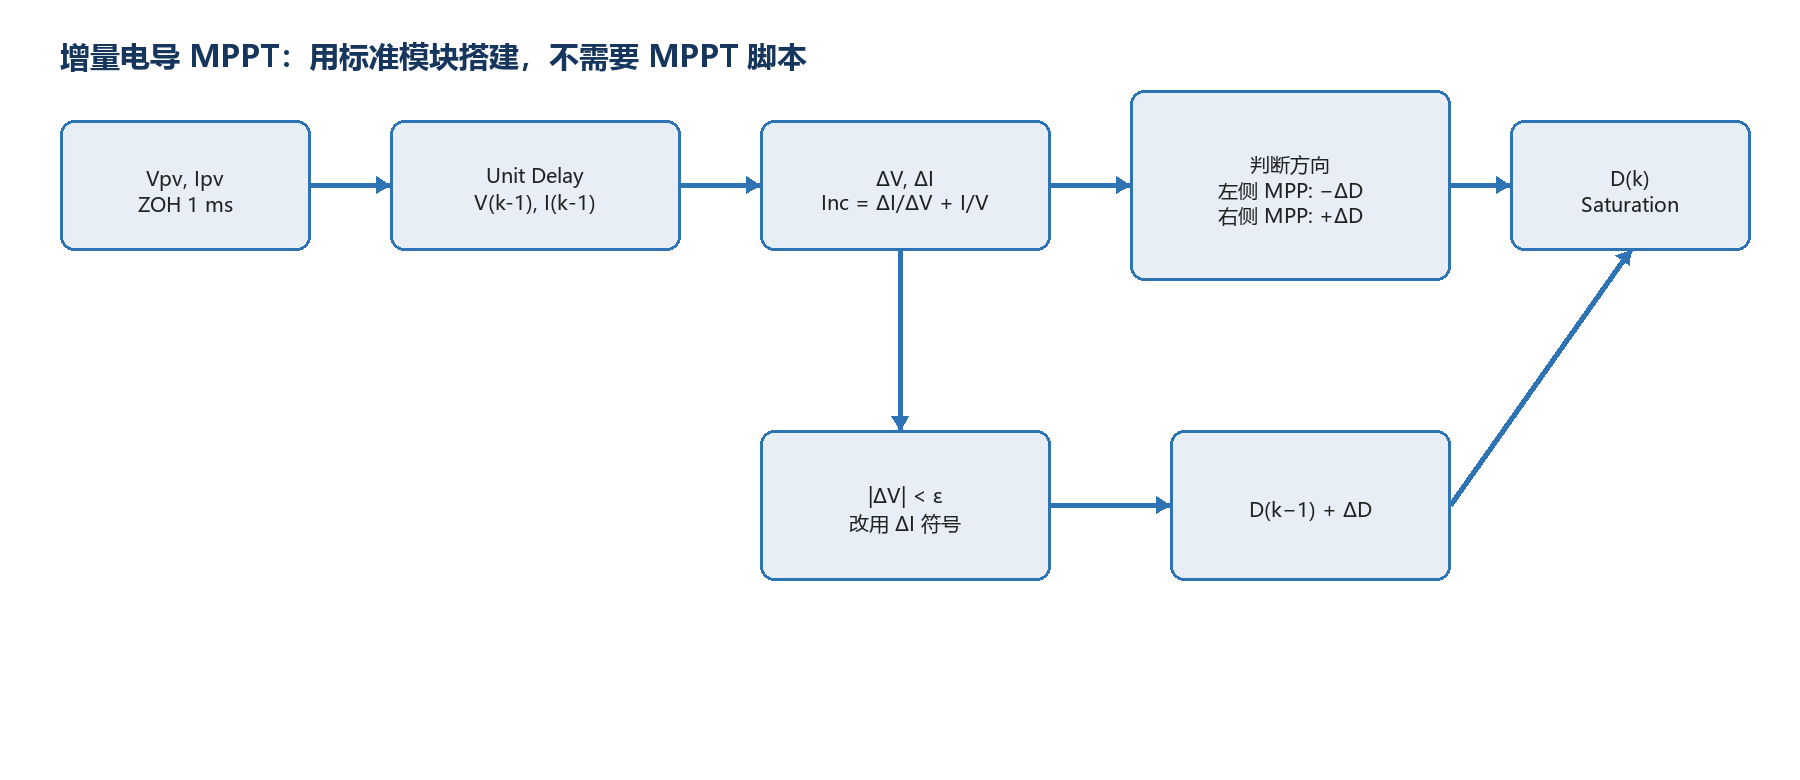 增量电导 MPPT：用标准模块搭建，不需要 MPPT 脚本
Vpv, Ipv
ZOH 1 ms
Unit Delay
V(k-1), I(k-1)
ΔV, ΔI
Inc = ΔI/ΔV + I/V
判断方向
左侧 MPP: −ΔD
右侧 MPP: +ΔD
D(k)
Saturation
|ΔV| < ε
改用 ΔI 符号
D(k−1) + ΔD